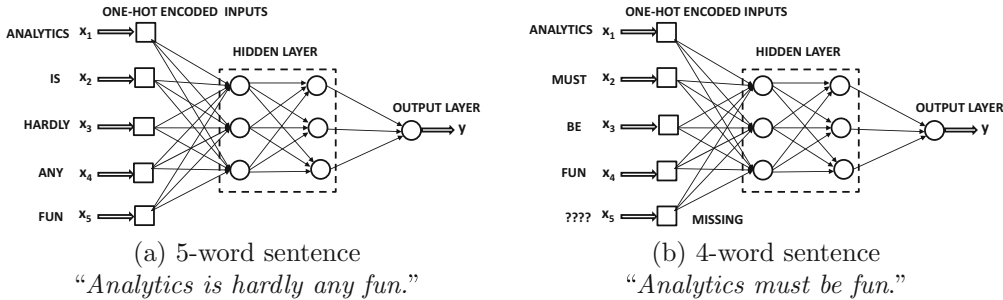 ONE-HOT ENCODED INPUTS
ANALYTICS x1
HIDDEN LAYER
IS x2
OUTPUT LAYER
HARDLY x3
y
ANY x4
FUN x5
(a) 5-word sentence
“Analytics is hardly any fun.”
ONE-HOT ENCODED INPUTS
ANALYTICS x1
HIDDEN LAYER
MUST x2
OUTPUT LAYER
BE x3
y
FUN x4
???? x5 MISSING
(b) 4-word sentence
“Analytics must be fun.”